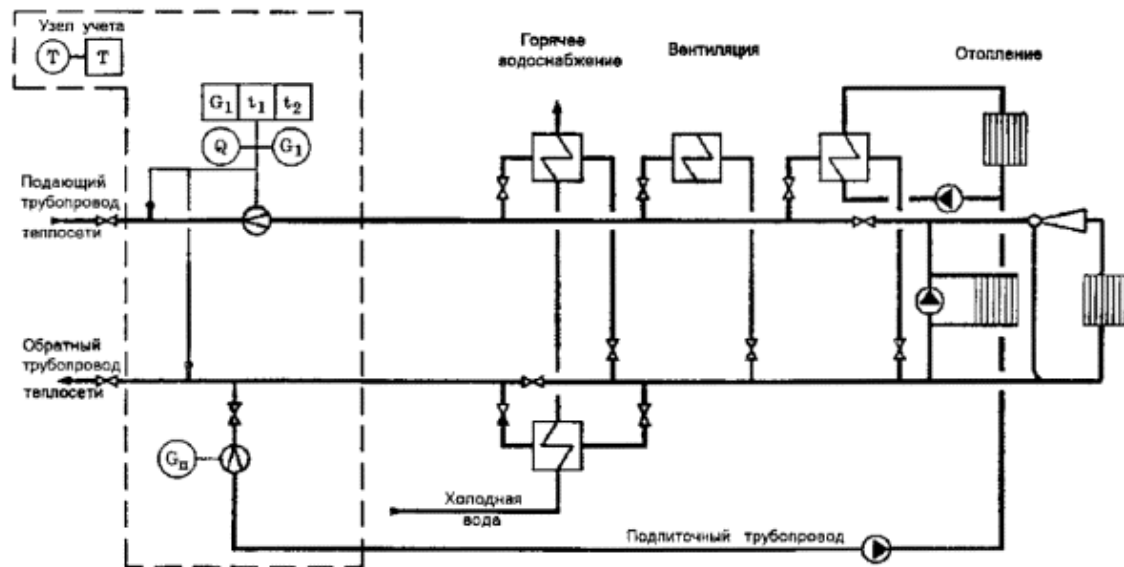 Узел учета
T T
G₁ t₁ t₂
Q G₁
Горячее
водоснабжение
Вентиляция
Отопление
Подающий
трубопровод
теплосети
Обратный
трубопровод
теплосети
Gп
Холодная
вода
Подпиточный трубопровод